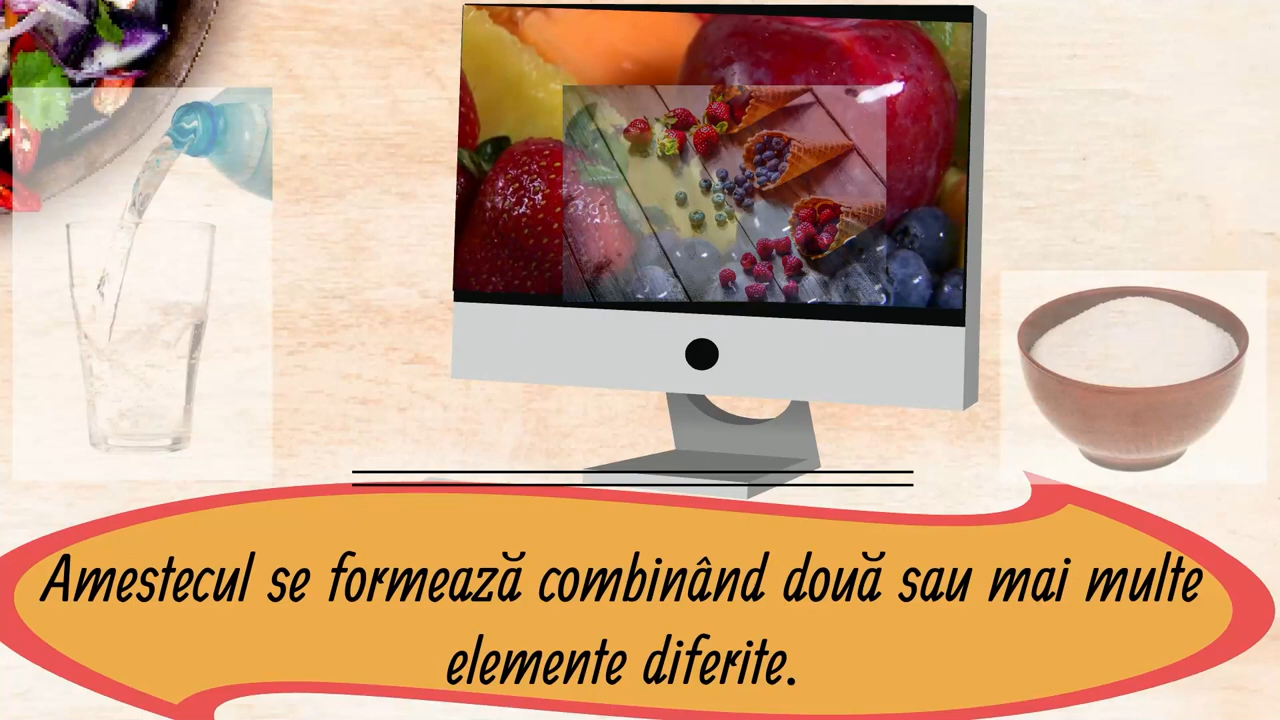 Amestecul se formează combinând două sau mai multe
elemente diferite.